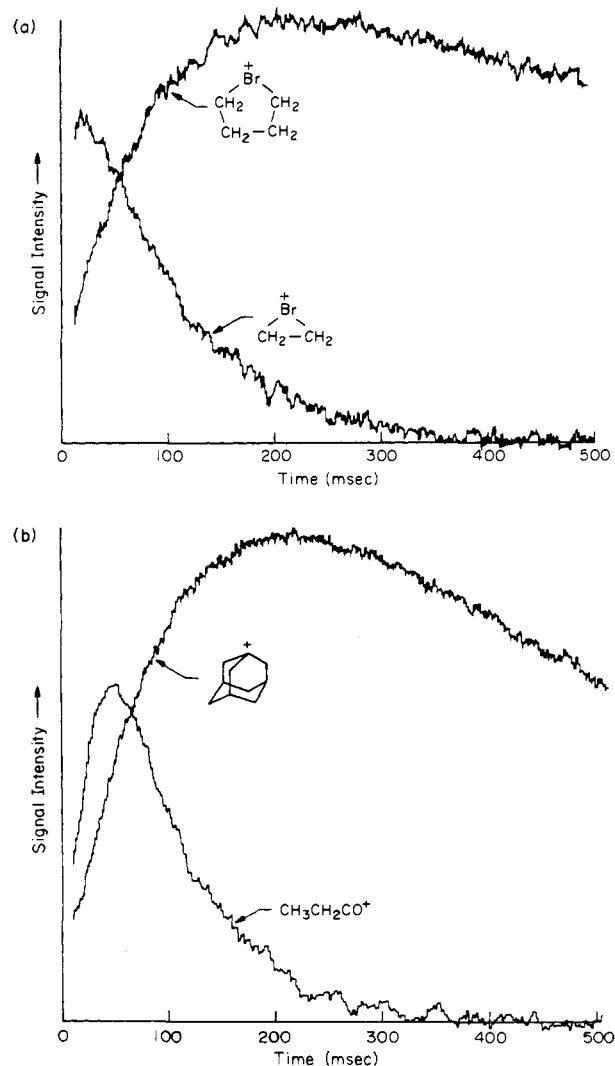 (a)
+
Br
CH₂ CH₂
CH₂–CH₂
+
Br
CH₂–CH₂
Signal Intensity →
0 100 200 300 400 500
Time (msec)
(b)
+
CH₃CH₂CO⁺
Signal Intensity →
0 100 200 300 400 500
Time (msec)